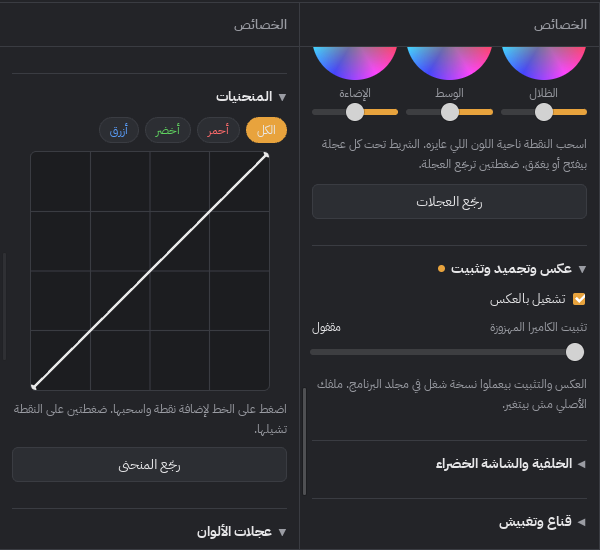 الخصائص
الظلال
الوسط
الإضاءة
اسحب النقطة ناحية اللون اللي عايزه. الشريط تحت كل عجلة
بيفتّح أو يغمّق. ضغطتين ترجّع العجلة.
رجّع العجلات
▼ عكس وتجميد وتثبيت
تشغيل بالعكس
تثبيت الكاميرا المهزوزة
مقفول
العكس والتثبيت بيعملوا نسخة شغل في مجلد البرنامج. ملفك
الأصلي مش بيتغير.
◀ الخلفية والشاشة الخضراء
◀ قناع وتغبيش
الخصائص
▼ المنحنيات
الكل
أحمر
أخضر
أزرق
اضغط على الخط لإضافة نقطة واسحبها. ضغطتين على النقطة
تشيلها.
رجّع المنحنى
▼ عجلات الألوان